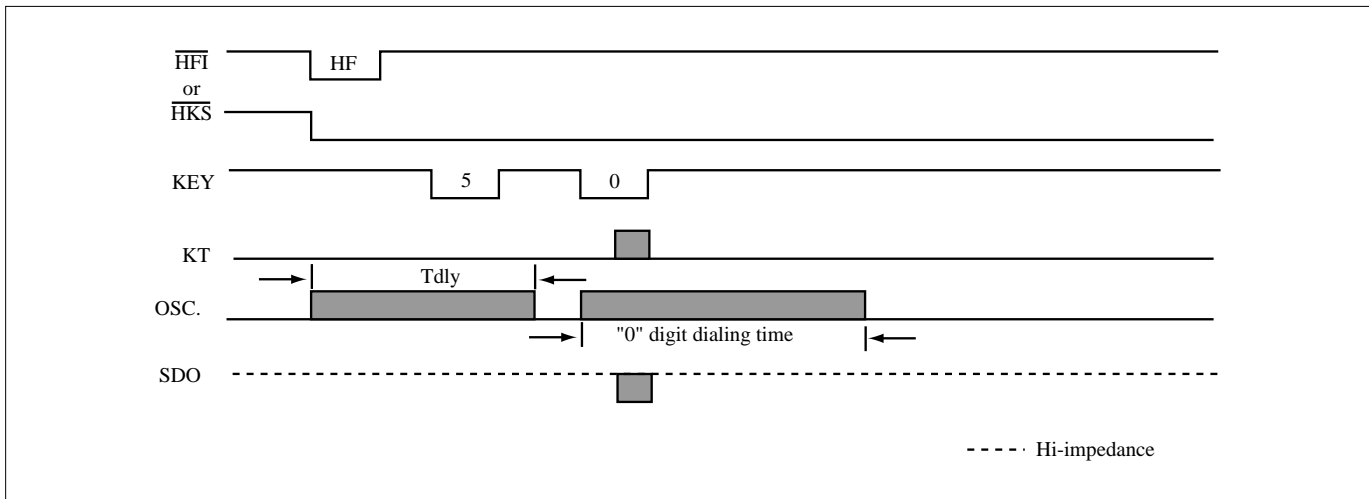 HFI HF
or
HKS
KEY 5 0
KT
Tdly
OSC.
"0" digit dialing time
SDO
Hi-impedance